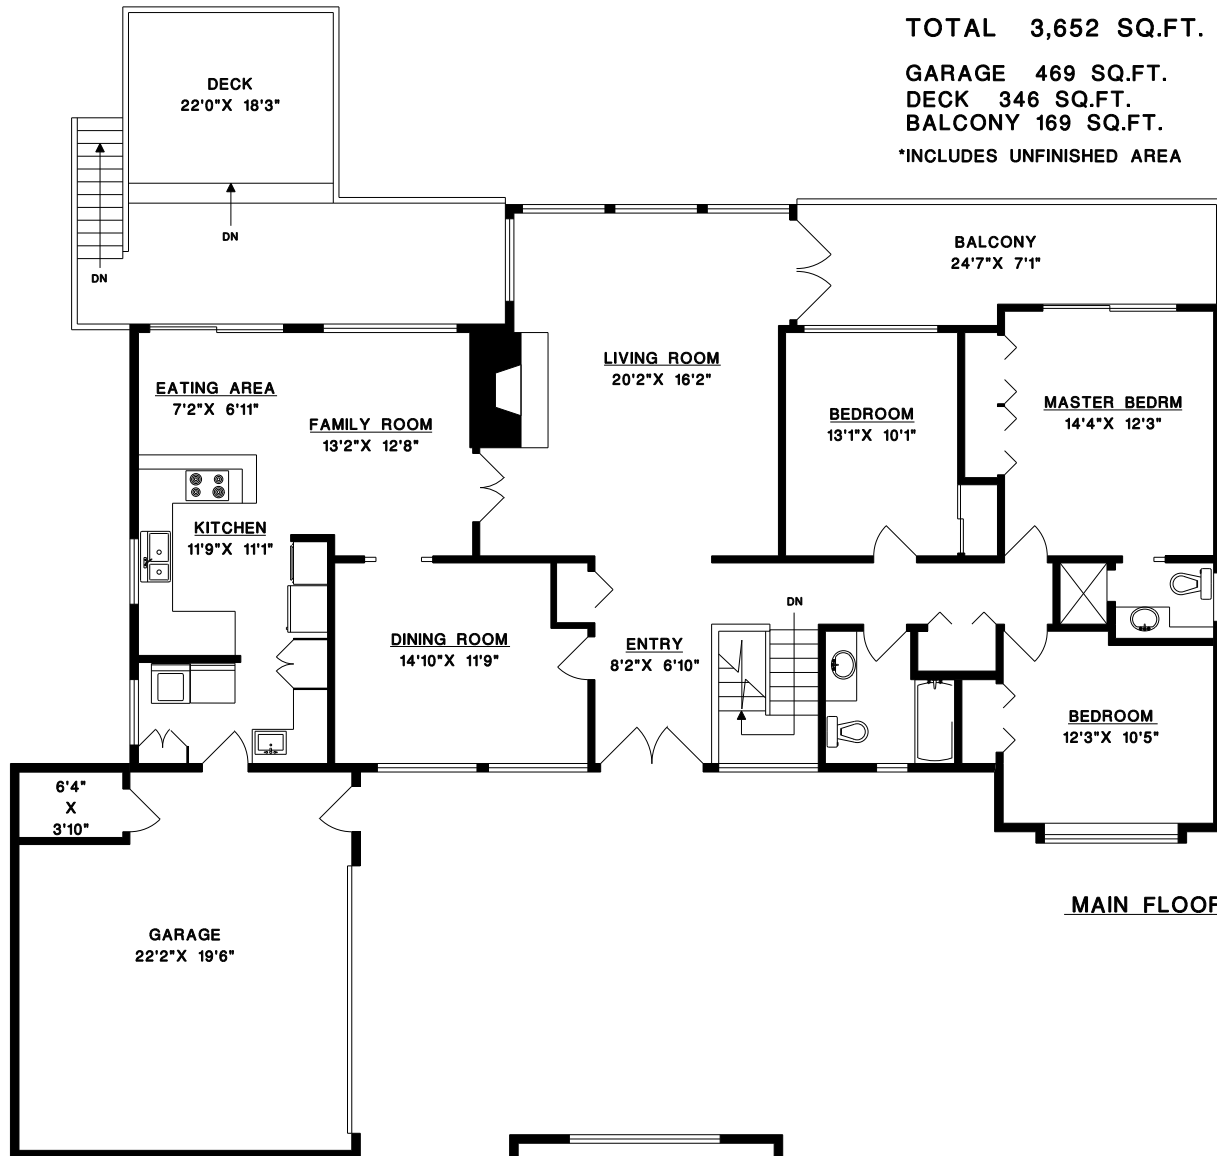 TOTAL 3,652 SQ.FT.
GARAGE 469 SQ.FT.
DECK 346 SQ.FT.
BALCONY 169 SQ.FT.
*INCLUDES UNFINISHED AREA
DECK
22'0"X 18'3"
DN
DN
BALCONY
24'7"X 7'1"
LIVING ROOM
20'2"X 16'2"
EATING AREA
7'2"X 6'11"
FAMILY ROOM
13'2"X 12'8"
BEDROOM
13'1"X 10'1"
MASTER BEDRM
14'4"X 12'3"
KITCHEN
11'9"X 11'1"
DN
DINING ROOM
14'10"X 11'9"
ENTRY
8'2"X 6'10"
BEDROOM
12'3"X 10'5"
6'4"
X
3'10"
MAIN FLOOR
GARAGE
22'2"X 19'6"